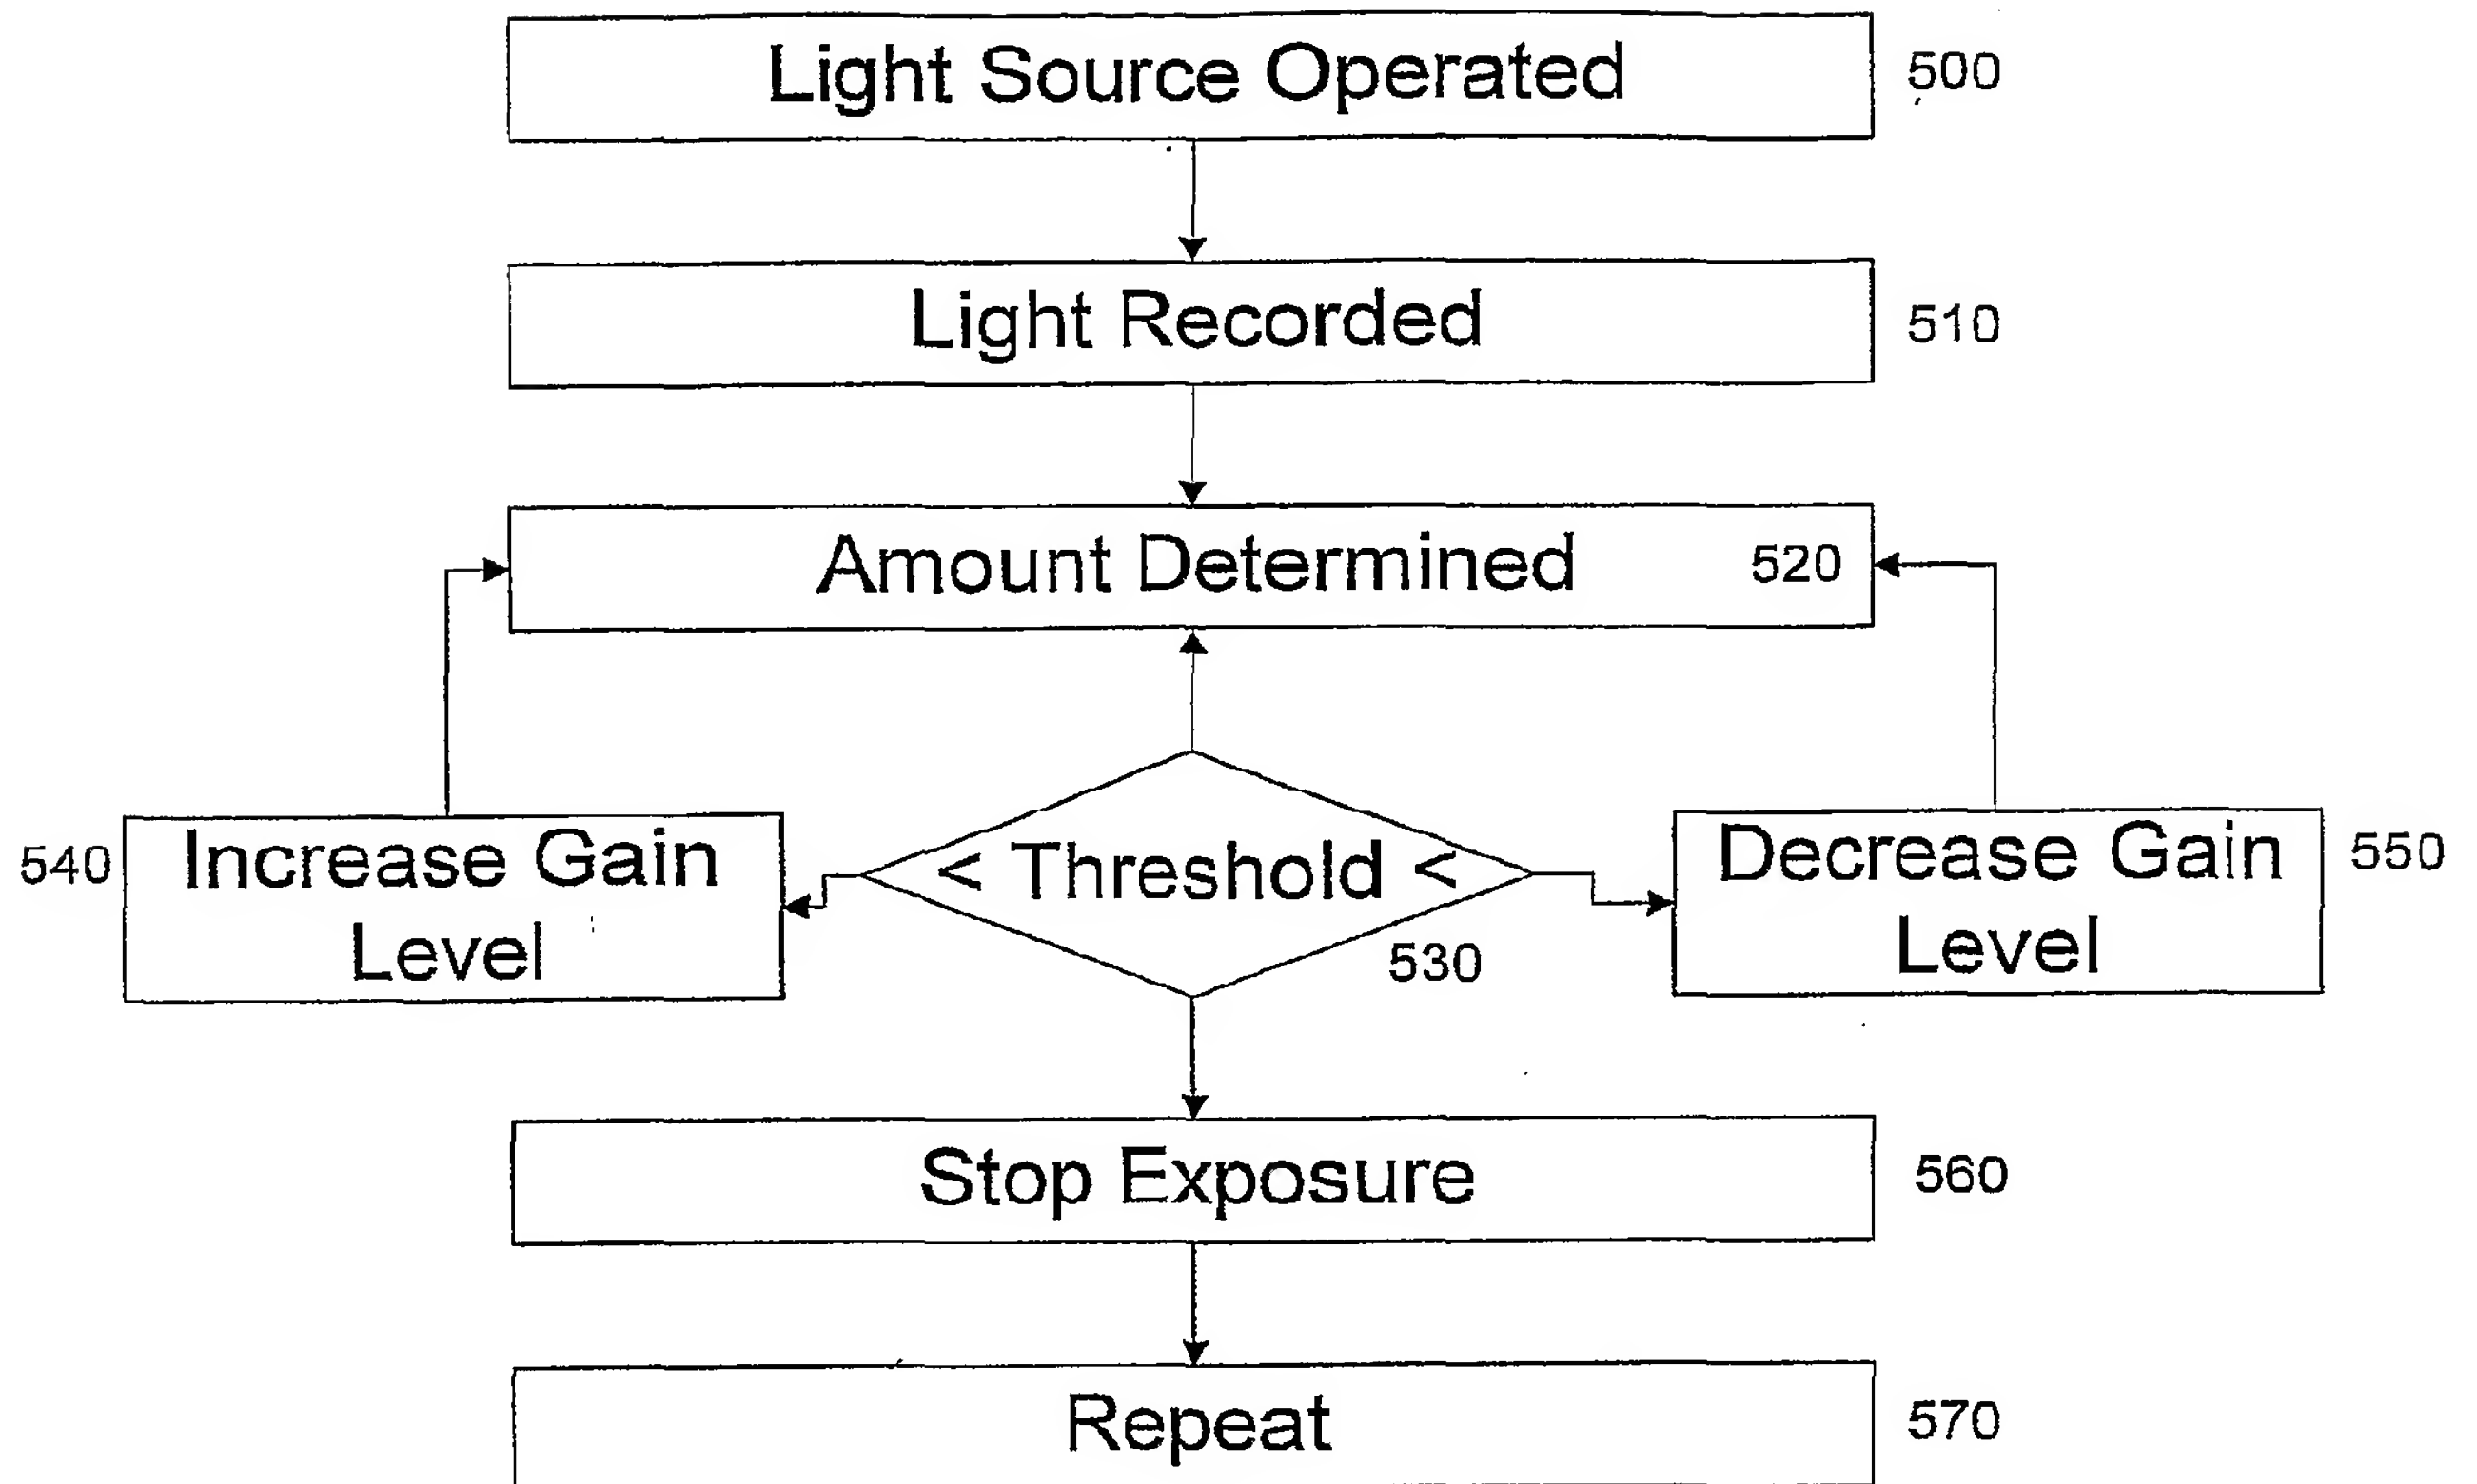 Light Source Operated 500
Light Recorded 510
Amount Determined 520
540 Increase Gain Level
< Threshold <
530
Decrease Gain Level 550
Stop Exposure 560
Repeat 570